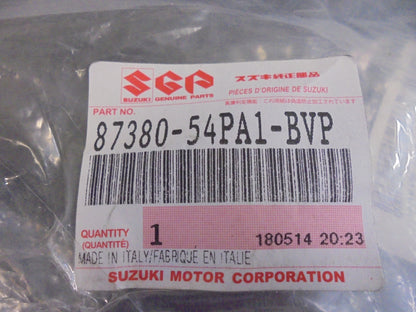 SGP
SUZUKI GENUINE PARTS
スズキ純正部品
PIÈCES D'ORIGINE DE SUZUKI
PART NO.
87380-54PA1-BVP
QUANTITY
(QUANTITÉ)
1
180514 20:23
MADE IN ITALY/FABRIQUÉ EN ITALIE
SUZUKI MOTOR CORPORATION